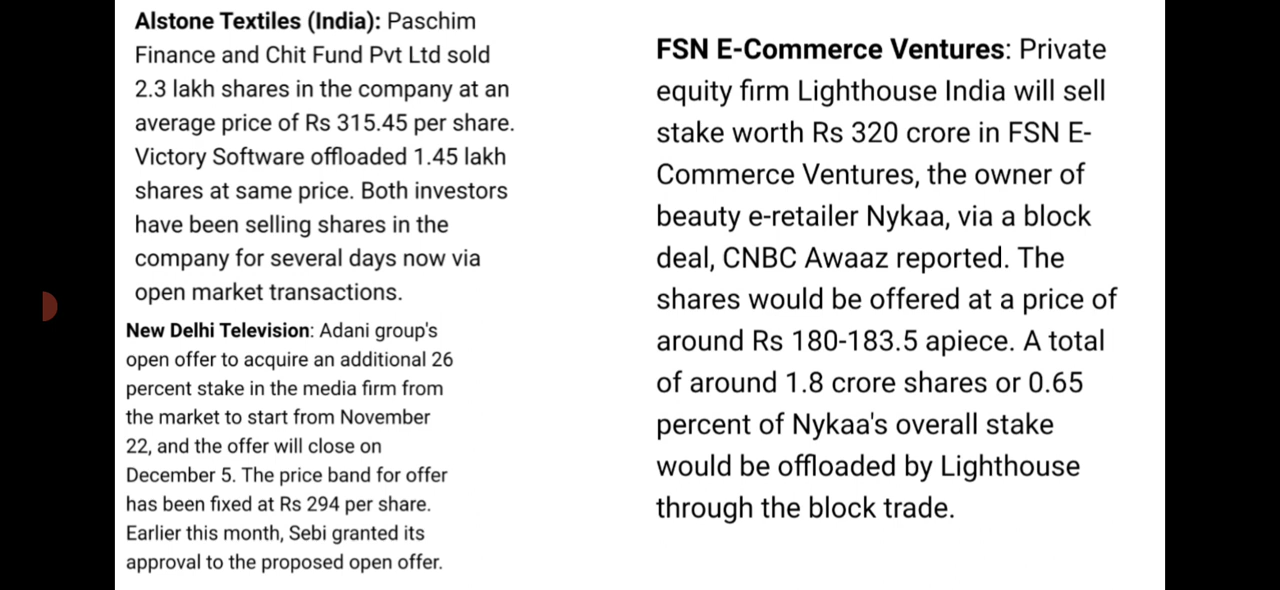 Alstone Textiles (India): Paschim
Finance and Chit Fund Pvt Ltd sold
2.3 lakh shares in the company at an
average price of Rs 315.45 per share.
Victory Software offloaded 1.45 lakh
shares at same price. Both investors
have been selling shares in the
company for several days now via
open market transactions.
New Delhi Television: Adani group's
open offer to acquire an additional 26
percent stake in the media firm from
the market to start from November
22, and the offer will close on
December 5. The price band for offer
has been fixed at Rs 294 per share.
Earlier this month, Sebi granted its
approval to the proposed open offer.
FSN E-Commerce Ventures: Private
equity firm Lighthouse India will sell
stake worth Rs 320 crore in FSN E-
Commerce Ventures, the owner of
beauty e-retailer Nykaa, via a block
deal, CNBC Awaaz reported. The
shares would be offered at a price of
around Rs 180-183.5 apiece. A total
of around 1.8 crore shares or 0.65
percent of Nykaa's overall stake
would be offloaded by Lighthouse
through the block trade.